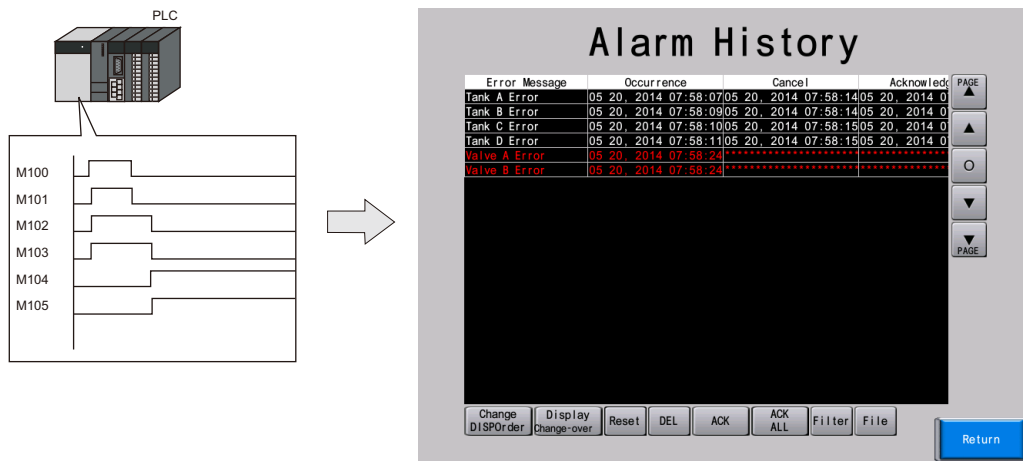 PLC
M100
M101
M102
M103
M104
M105
Alarm History
Error Message Occurrence Cancel Acknowledg
Tank A Error 05 20, 2014 07:58:07 05 20, 2014 07:58:14 05 20, 2014 0
Tank B Error 05 20, 2014 07:58:09 05 20, 2014 07:58:14 05 20, 2014 0
Tank C Error 05 20, 2014 07:58:10 05 20, 2014 07:58:15 05 20, 2014 0
Tank D Error 05 20, 2014 07:58:11 05 20, 2014 07:58:15 05 20, 2014 0
Valve A Error 05 20, 2014 07:58:24 ********************
Valve B Error 05 20, 2014 07:58:24 ********************
PAGE
O
PAGE
Change
DISPOrder
Display
Change-over
Reset
DEL
ACK
ACK
ALL
Filter
File
Return